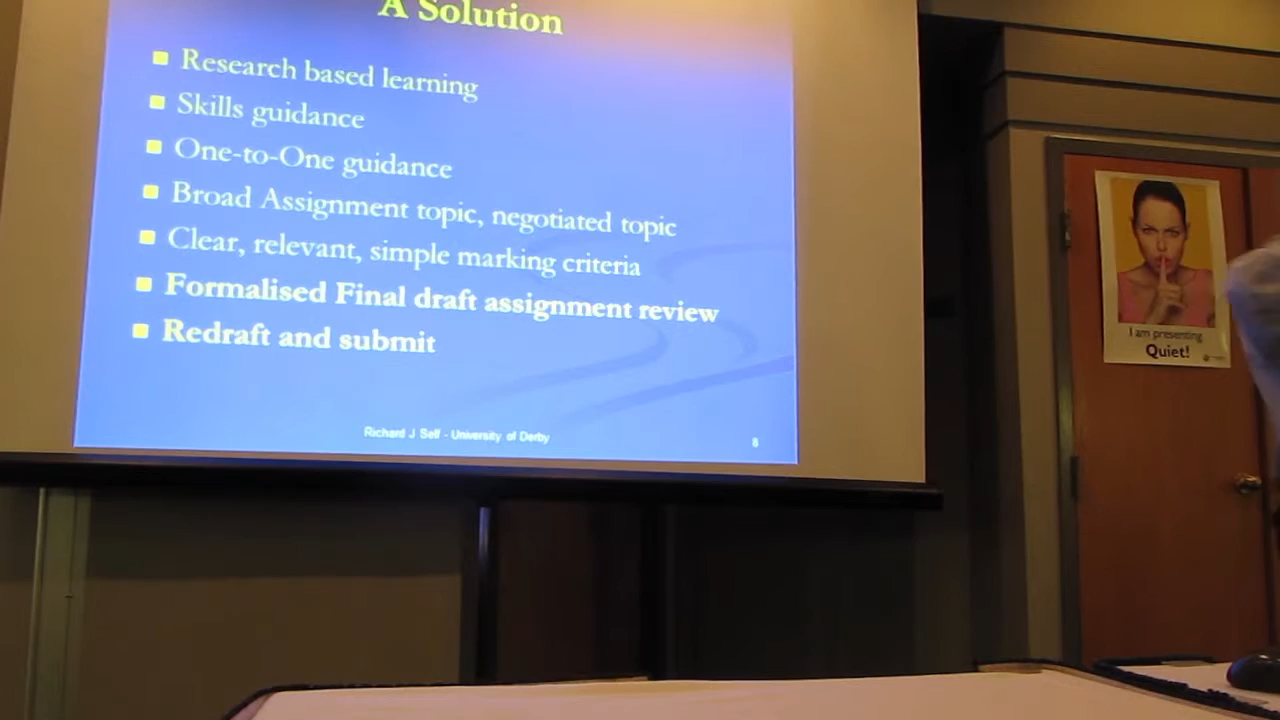 A Solution
Research based learning
Skills guidance
One-to-One guidance
Broad Assignment topic, negotiated topic
Clear, relevant, simple marking criteria
Formalised Final draft assignment review
Redraft and submit
Richard J Self - University of Derby
8
I am presenting
Quiet!